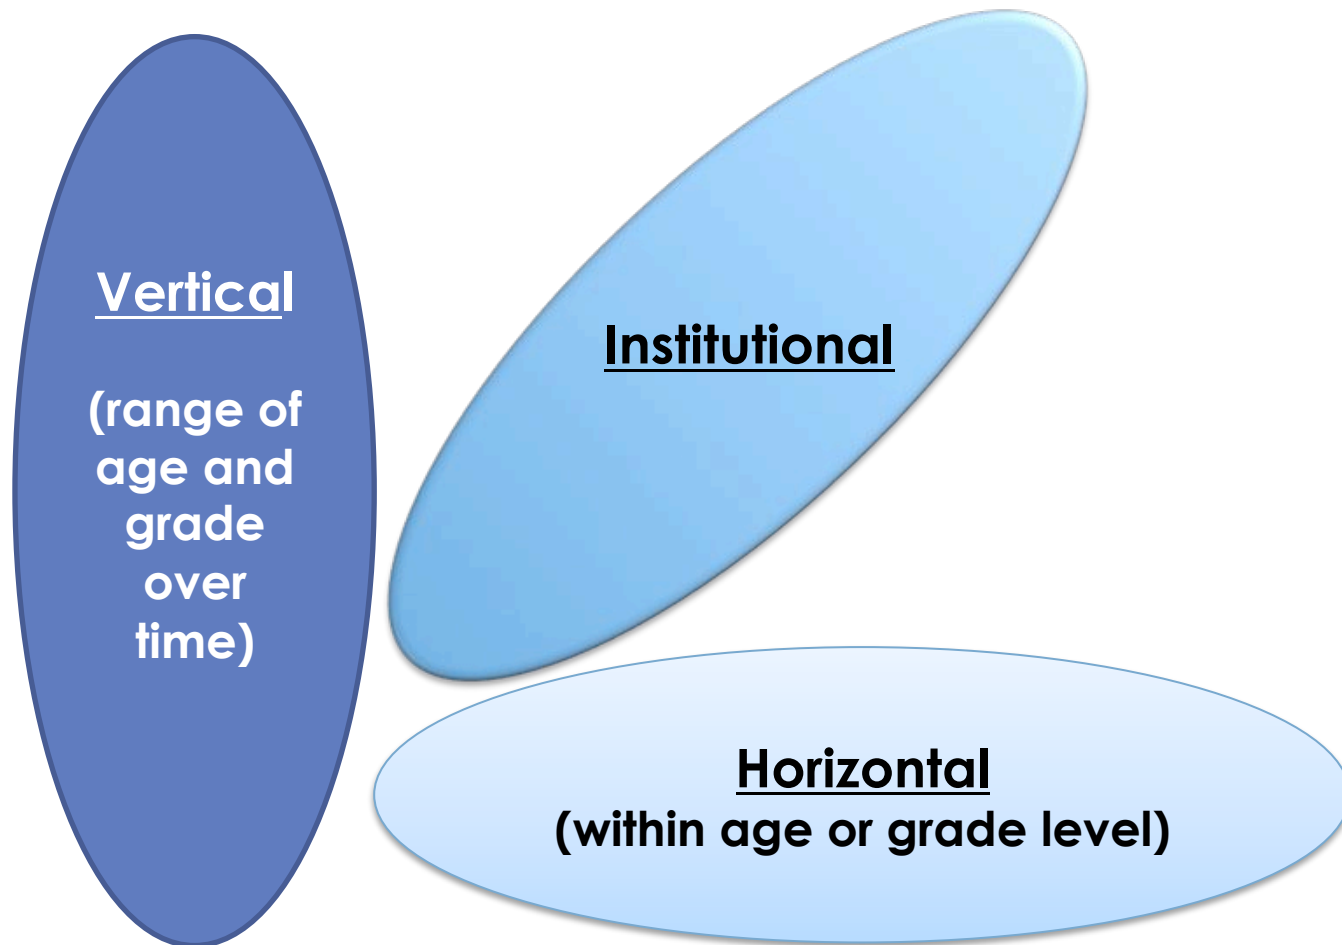 Vertical
(range of
age and
grade
over
time)
Institutional
Horizontal
(within age or grade level)